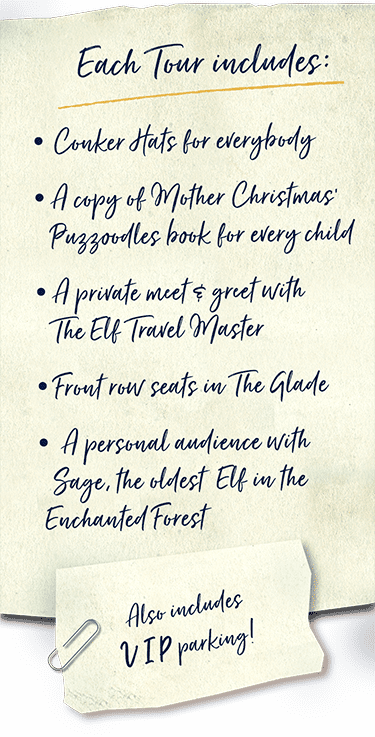 Each Tour includes:
• Conker Hats for everybody
• A copy of Mother Christmas'
Puzzoodles book for every child
• A private meet & greet with
The Elf Travel Master
• Front row seats in The Glade
• A personal audience with
Sage, the oldest Elf in the
Enchanted Forest
Also includes
VIP parking!